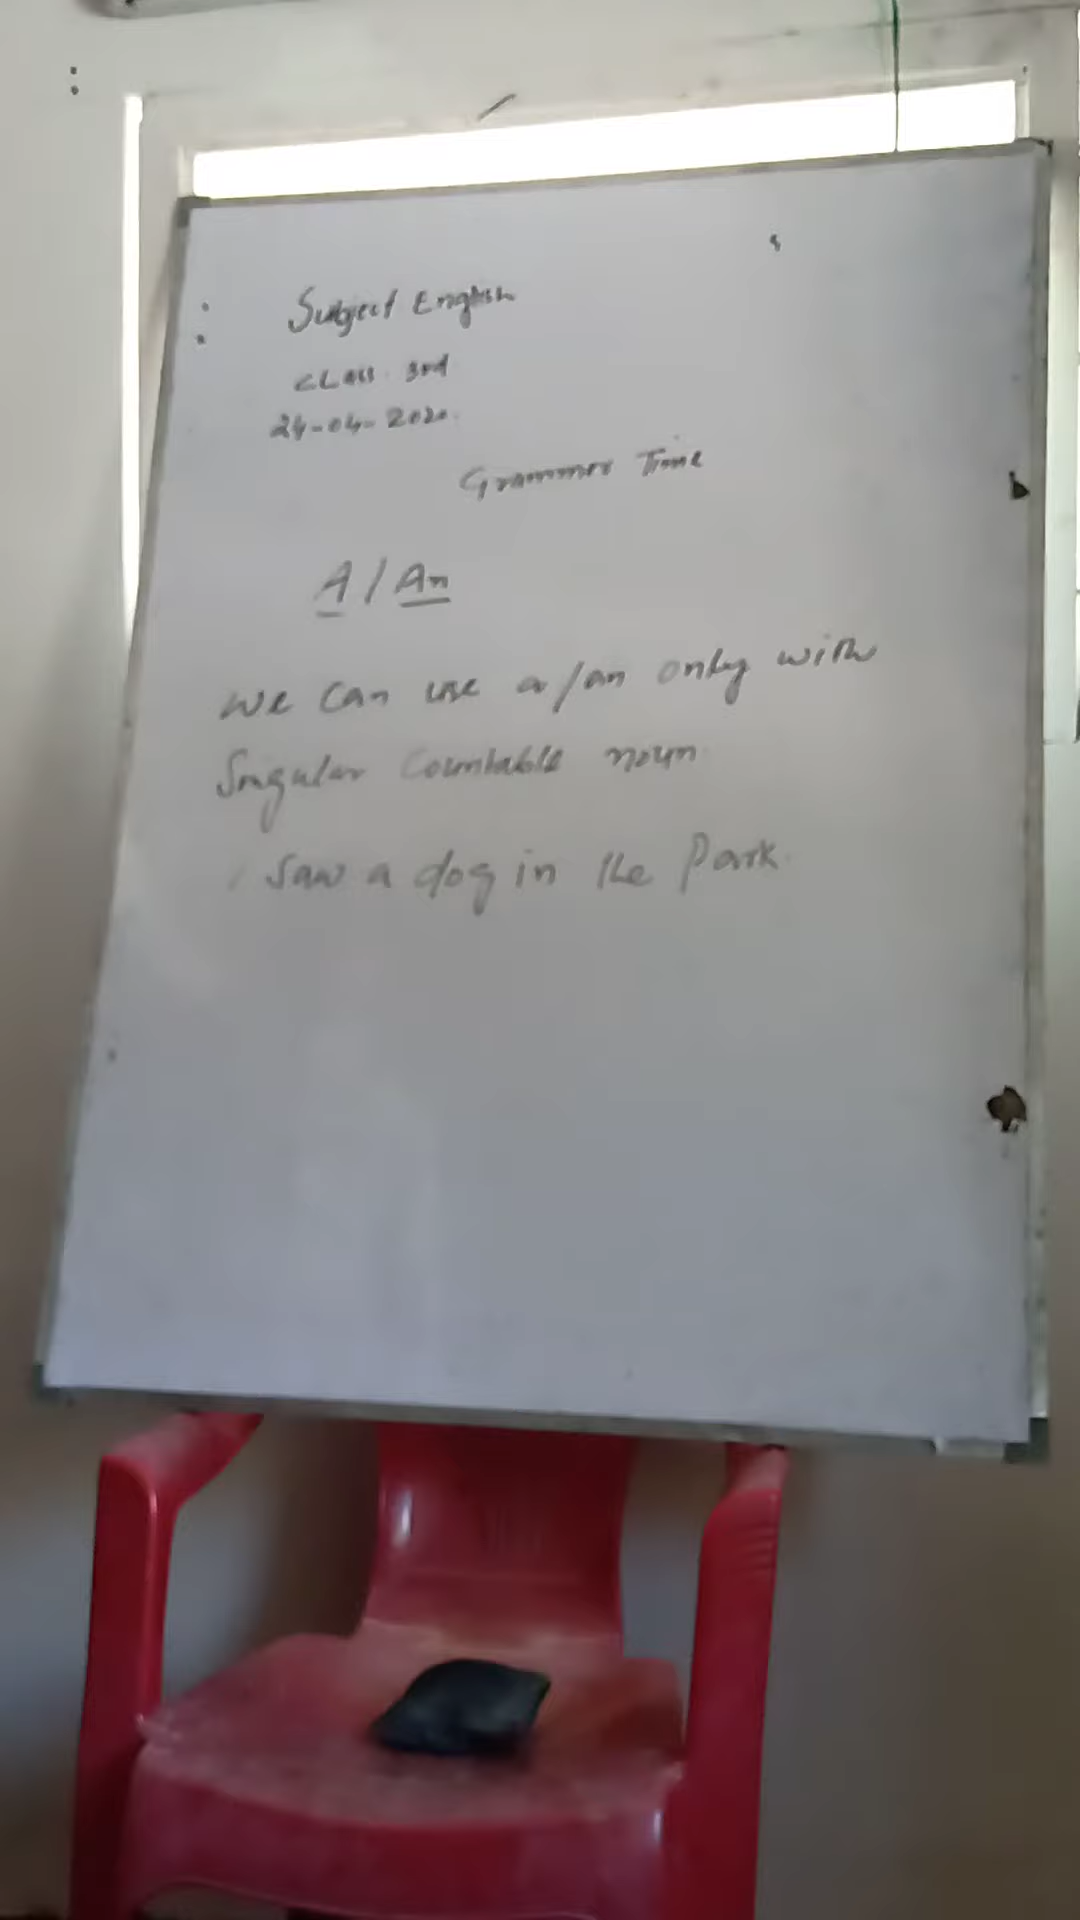 Subject English
CLass 3rd
24-04-2020.
Grammer Time
A/An
We can use a/an only with
Singular Countable noun.
I saw a dog in the Park.